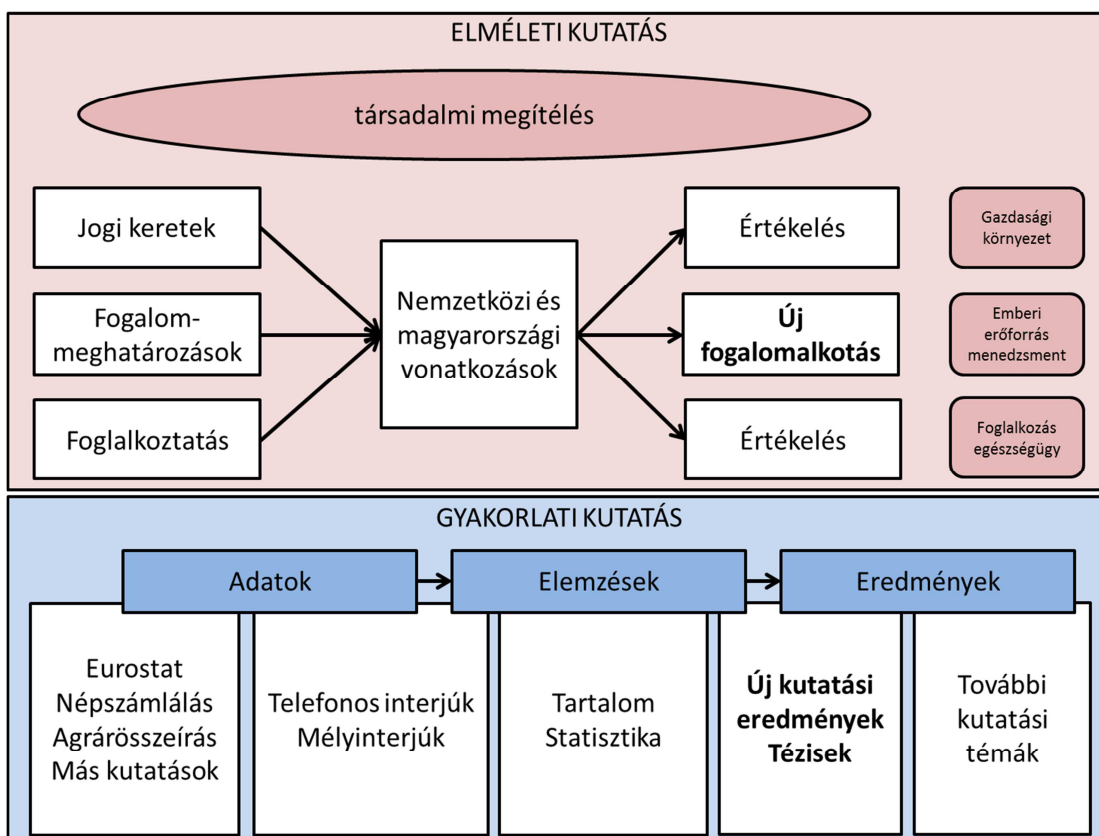 ELMÉLETI KUTATÁS
társadalmi megítélés
Jogi keretek
Fogalom-
meghatározások
Foglalkoztatás
Nemzetközi és
magyarországi
vonatkozások
Értékelés
Új
fogalomalkotás
Értékelés
Gazdasági
környezet
Emberi
erőforrás
menedzsment
Foglalkozás
egészségügy
GYAKORLATI KUTATÁS
Adatok
Elemzések
Eredmények
Eurostat
Népszámlálás
Agrárösszeírás
Más kutatások
Telefonos interjúk
Mélyinterjúk
Tartalom
Statisztika
Új kutatási
eredmények
Tézisek
További
kutatási
témák